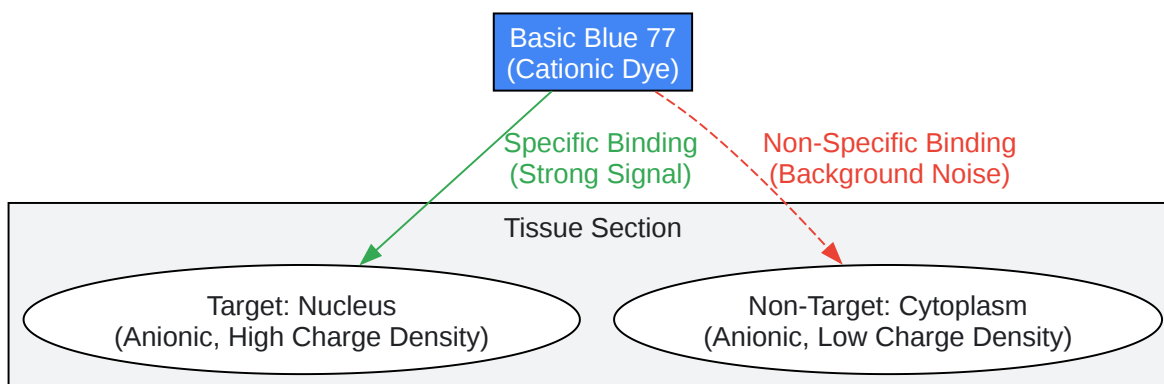 Basic Blue 77
(Cationic Dye)
Specific Binding
(Strong Signal)
Non-Specific Binding
(Background Noise)
Tissue Section
Target: Nucleus
(Anionic, High Charge Density)
Non-Target: Cytoplasm
(Anionic, Low Charge Density)